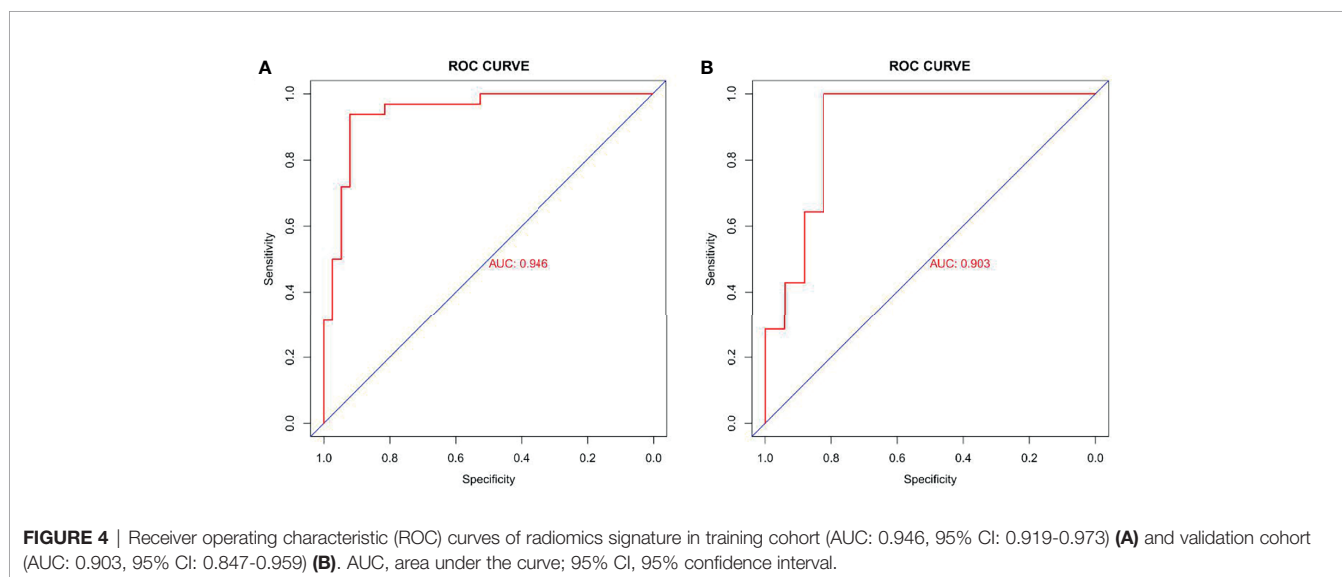 A
ROC CURVE
1.0
0.8
0.6
0.4
0.2
0.0
Sensitivity
AUC: 0.946
1.0 0.8 0.6 0.4 0.2 0.0
Specificity
B
ROC CURVE
1.0
0.8
0.6
0.4
0.2
0.0
Sensitivity
AUC: 0.903
1.0 0.8 0.6 0.4 0.2 0.0
Specificity
FIGURE 4 | Receiver operating characteristic (ROC) curves of radiomics signature in training cohort (AUC: 0.946, 95% CI: 0.919-0.973) (A) and validation cohort
(AUC: 0.903, 95% CI: 0.847-0.959) (B). AUC, area under the curve; 95% CI, 95% confidence interval.